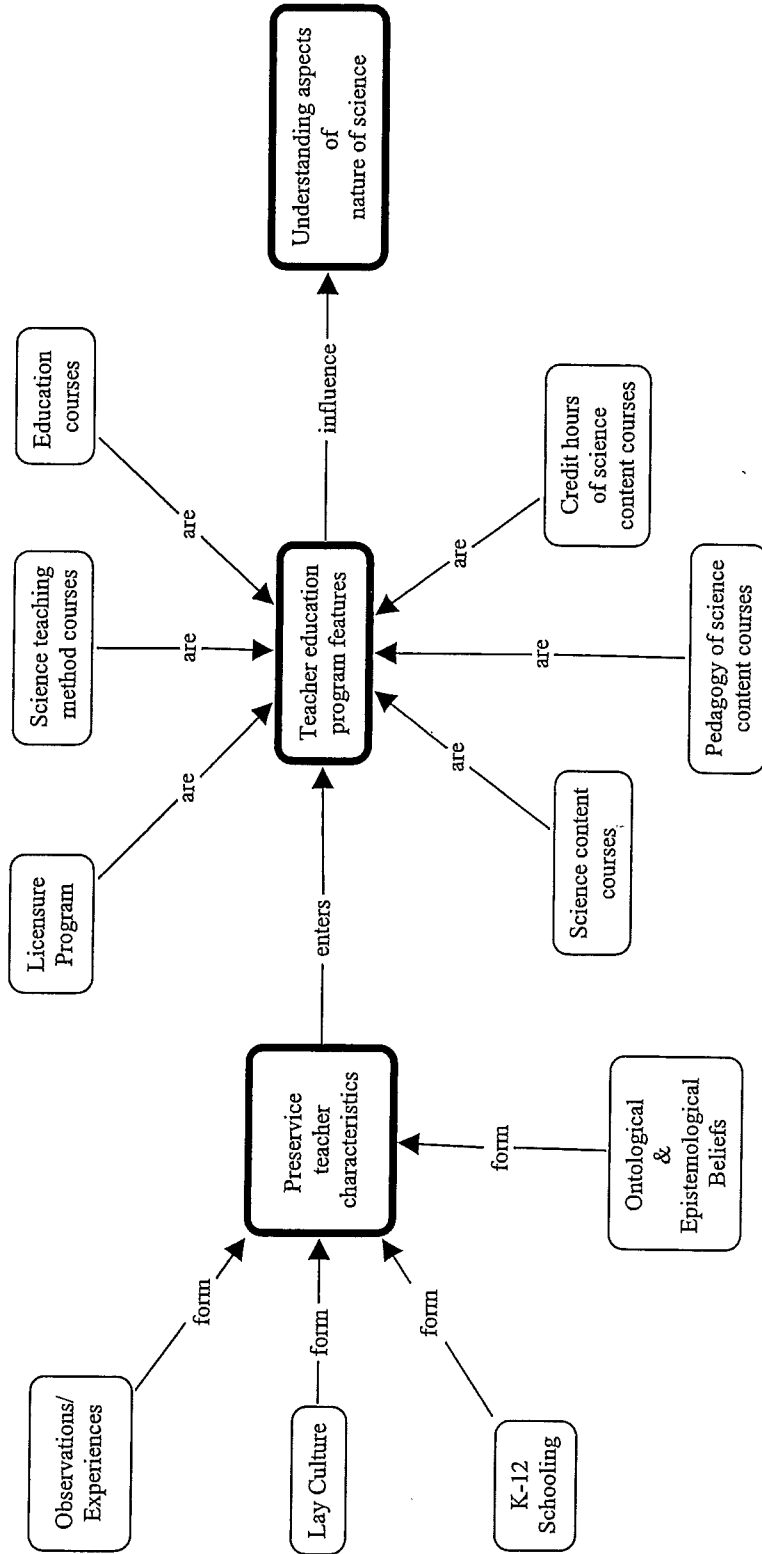 Licensure
Program
Science teaching
method courses
Education
courses
are
are
are
Observations/
Experiences
form
Lay Culture
form
K-12
Schooling
form
Ontological
&
Epistemological
Beliefs
form
Preservice
teacher
characteristics
enters
Teacher education
program features
influence
Understanding aspects
of
nature of science
are
are
are
Science content
courses
Pedagogy of science
content courses
Credit hours
of science
content courses